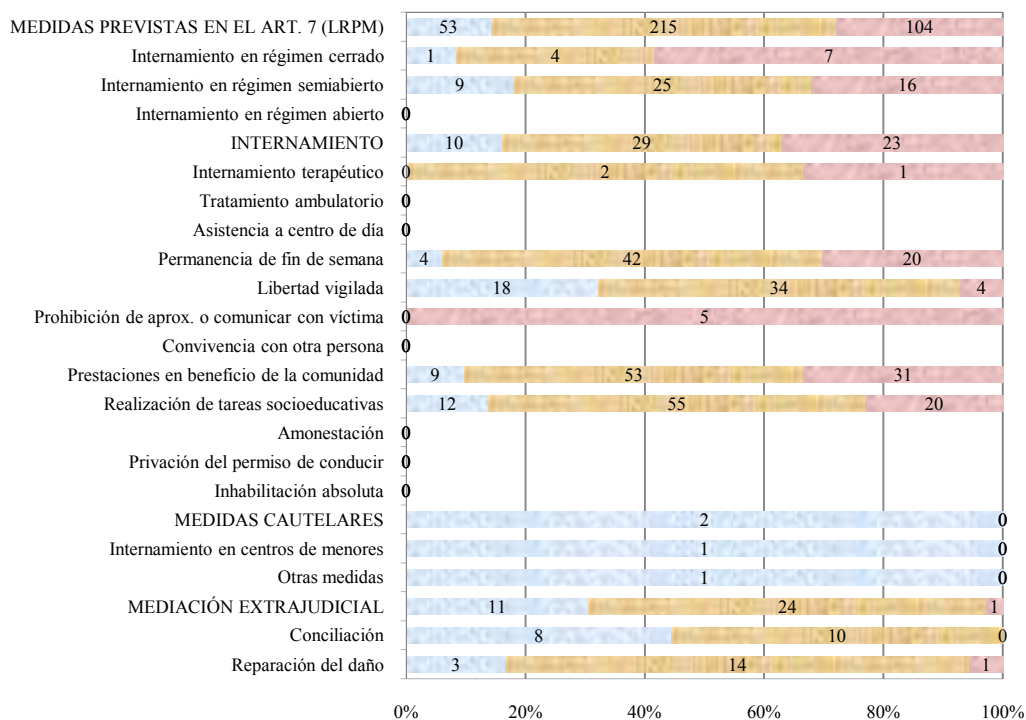 MEDIDAS PREVISTAS EN EL ART. 7 (LRPM) 53 215 104
Internamiento en régimen cerrado 1 4 7
Internamiento en régimen semiabierto 9 25 16
Internamiento en régimen abierto 0
INTERNAMIENTO 10 29 23
Internamiento terapéutico 0 2 1
Tratamiento ambulatorio 0
Asistencia a centro de día 0
Permanencia de fin de semana 4 42 20
Libertad vigilada 18 34 4
Prohibición de aprox. o comunicar con víctima 0 5
Convivencia con otra persona 0
Prestaciones en beneficio de la comunidad 9 53 31
Realización de tareas socioeducativas 12 55 20
Amonestación 0
Privación del permiso de conducir 0
Inhabilitación absoluta 0
MEDIDAS CAUTELARES 2 0
Internamiento en centros de menores 1 0
Otras medidas 1 0
MEDIACIÓN EXTRAJUDICIAL 11 24 1
Conciliación 8 10 0
Reparación del daño 3 14 1
0% 20% 40% 60% 80% 100%